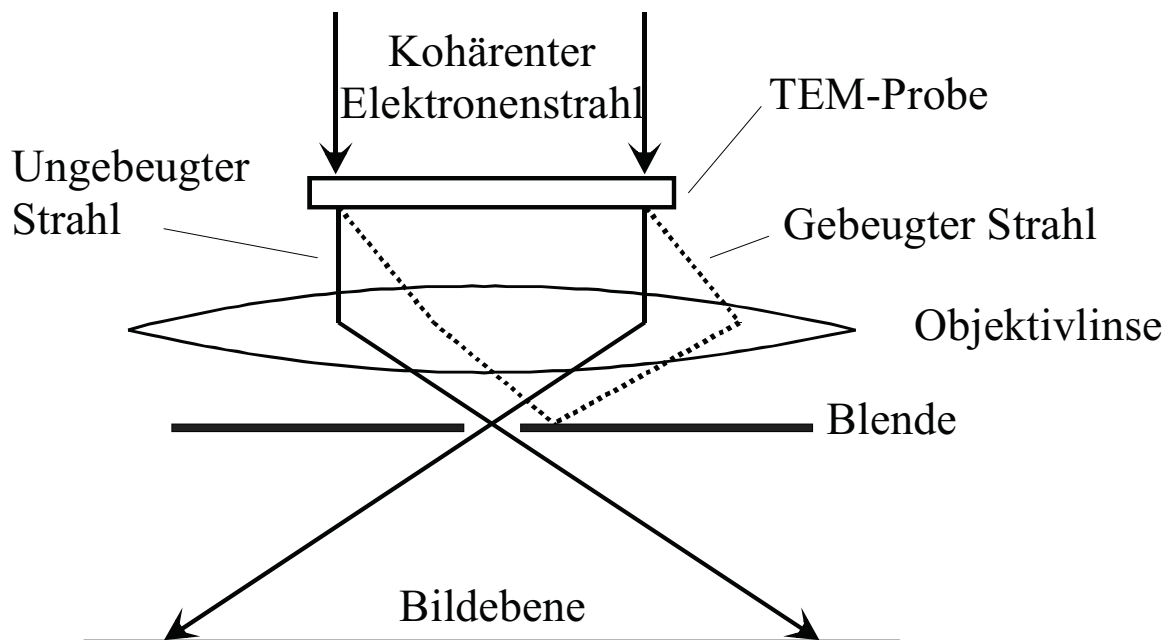 Kohärenter
Elektronenstrahl
TEM-Probe
Ungebeugter
Strahl
Gebeugter Strahl
Objektivlinse
Blende
Bildebene